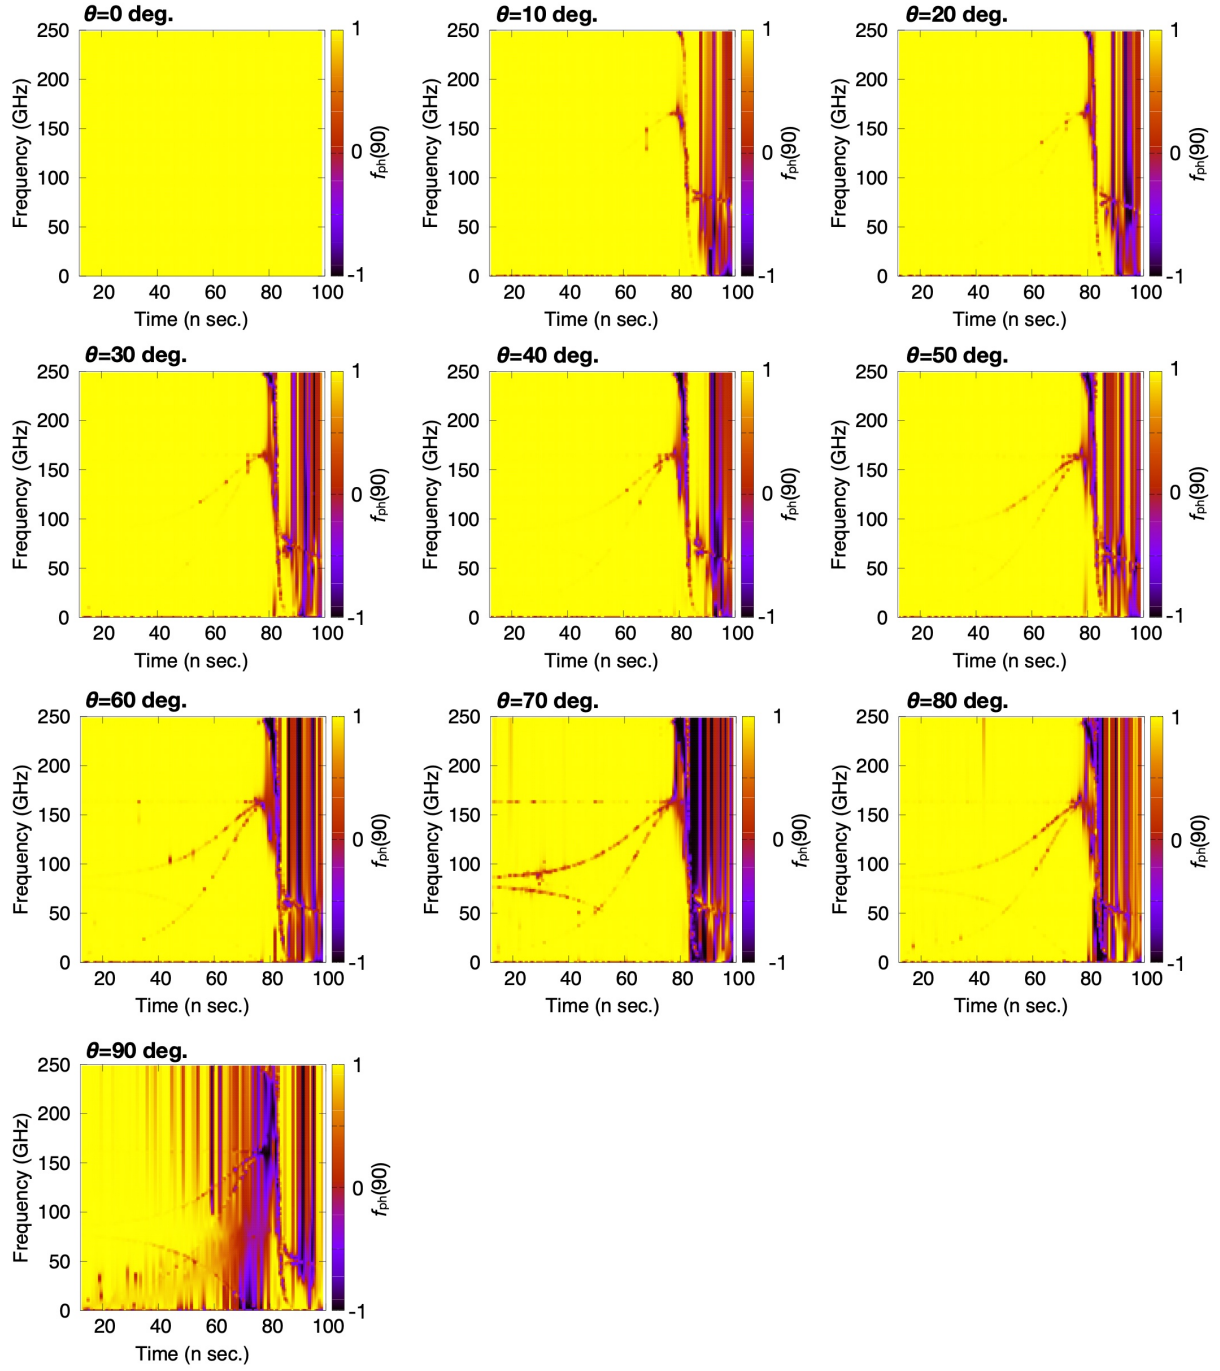 θ=0 deg.
Frequency (GHz)
250
200
150
100
50
0
20 40 60 80 100
Time (n sec.)
1
0
-1
fph(90)
θ=10 deg.
Frequency (GHz)
250
200
150
100
50
0
20 40 60 80 100
Time (n sec.)
1
0
-1
fph(90)
θ=20 deg.
Frequency (GHz)
250
200
150
100
50
0
20 40 60 80 100
Time (n sec.)
1
0
-1
fph(90)
θ=30 deg.
Frequency (GHz)
250
200
150
100
50
0
20 40 60 80 100
Time (n sec.)
1
0
-1
fph(90)
θ=40 deg.
Frequency (GHz)
250
200
150
100
50
0
20 40 60 80 100
Time (n sec.)
1
0
-1
fph(90)
θ=50 deg.
Frequency (GHz)
250
200
150
100
50
0
20 40 60 80 100
Time (n sec.)
1
0
-1
fph(90)
θ=60 deg.
Frequency (GHz)
250
200
150
100
50
0
20 40 60 80 100
Time (n sec.)
1
0
-1
fph(90)
θ=70 deg.
Frequency (GHz)
250
200
150
100
50
0
20 40 60 80 100
Time (n sec.)
1
0
-1
fph(90)
θ=80 deg.
Frequency (GHz)
250
200
150
100
50
0
20 40 60 80 100
Time (n sec.)
1
0
-1
fph(90)
θ=90 deg.
Frequency (GHz)
250
200
150
100
50
0
20 40 60 80 100
Time (n sec.)
1
0
-1
fph(90)